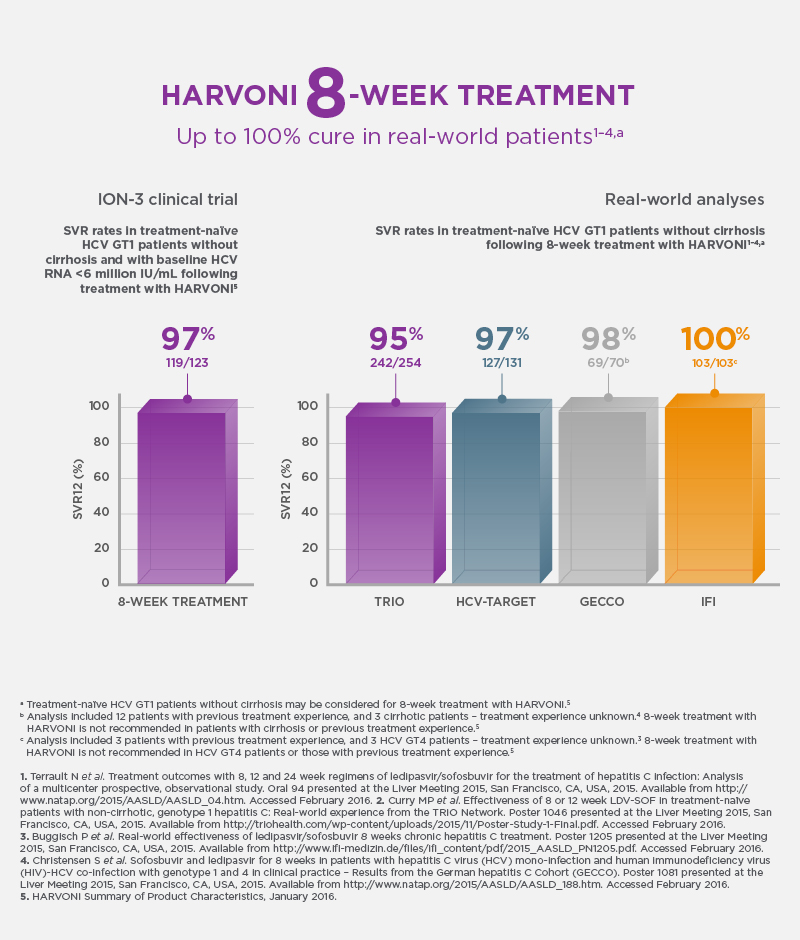 HARVONI 8-WEEK TREATMENT
Up to 100% cure in real-world patients¹⁻⁴,ᵃ
ION-3 clinical trial
SVR rates in treatment-naïve
HCV GT1 patients without
cirrhosis and with baseline HCV
RNA <6 million IU/mL following
treatment with HARVONI⁵
97%
119/123
SVR12 (%)
100
80
60
40
20
0
8-WEEK TREATMENT
Real-world analyses
SVR rates in treatment-naïve HCV GT1 patients without cirrhosis
following 8-week treatment with HARVONI¹⁻⁴,ᵃ
95% 97% 98% 100%
242/254 127/131 69/70ᵇ 103/103ᶜ
SVR12 (%)
100
80
60
40
20
0
TRIO HCV-TARGET GECCO IFI
ᵃ Treatment-naïve HCV GT1 patients without cirrhosis may be considered for 8-week treatment with HARVONI.⁵
ᵇ Analysis included 12 patients with previous treatment experience, and 3 cirrhotic patients – treatment experience unknown.⁴ 8-week treatment with
HARVONI is not recommended in patients with cirrhosis or previous treatment experience.⁵
ᶜ Analysis included 3 patients with previous treatment experience, and 3 HCV GT4 patients – treatment experience unknown.³ 8-week treatment with
HARVONI is not recommended in HCV GT4 patients or those with previous treatment experience.⁵
1. Terrault N et al. Treatment outcomes with 8, 12 and 24 week regimens of ledipasvir/sofosbuvir for the treatment of hepatitis C infection: Analysis
of a multicenter prospective, observational study. Oral 94 presented at the Liver Meeting 2015, San Francisco, CA, USA, 2015. Available from http://
www.natap.org/2015/AASLD/AASLD_04.htm. Accessed February 2016. 2. Curry MP et al. Effectiveness of 8 or 12 week LDV-SOF in treatment-naïve
patients with non-cirrhotic, genotype 1 hepatitis C: Real-world experience from the TRIO Network. Poster 1046 presented at the Liver Meeting 2015, San
Francisco, CA, USA, 2015. Available from http://triohealth.com/wp-content/uploads/2015/11/Poster-Study-1-Final.pdf. Accessed February 2016.
3. Buggisch P et al. Real-world effectiveness of ledipasvir/sofosbuvir 8 weeks chronic hepatitis C treatment. Poster 1205 presented at the Liver Meeting
2015, San Francisco, CA, USA, 2015. Available from http://www.ifi-medizin.de/files/ifi_content/pdf/2015_AASLD_PN1205.pdf. Accessed February 2016.
4. Christensen S et al. Sofosbuvir and ledipasvir for 8 weeks in patients with hepatitis C virus (HCV) mono-infection and human immunodeficiency virus
(HIV)-HCV co-infection with genotype 1 and 4 in clinical practice – Results from the German hepatitis C Cohort (GECCO). Poster 1081 presented at the
Liver Meeting 2015, San Francisco, CA, USA, 2015. Available from http://www.natap.org/2015/AASLD/AASLD_188.htm. Accessed February 2016.
5. HARVONI Summary of Product Characteristics, January 2016.